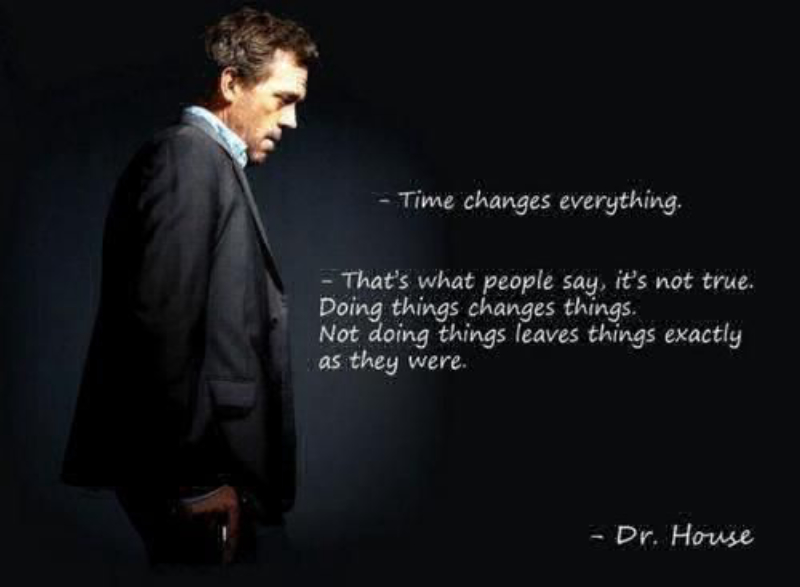 - Time changes everything.
- That's what people say, it's not true.
Doing things changes things.
Not doing things leaves things exactly
as they were.
- Dr. House